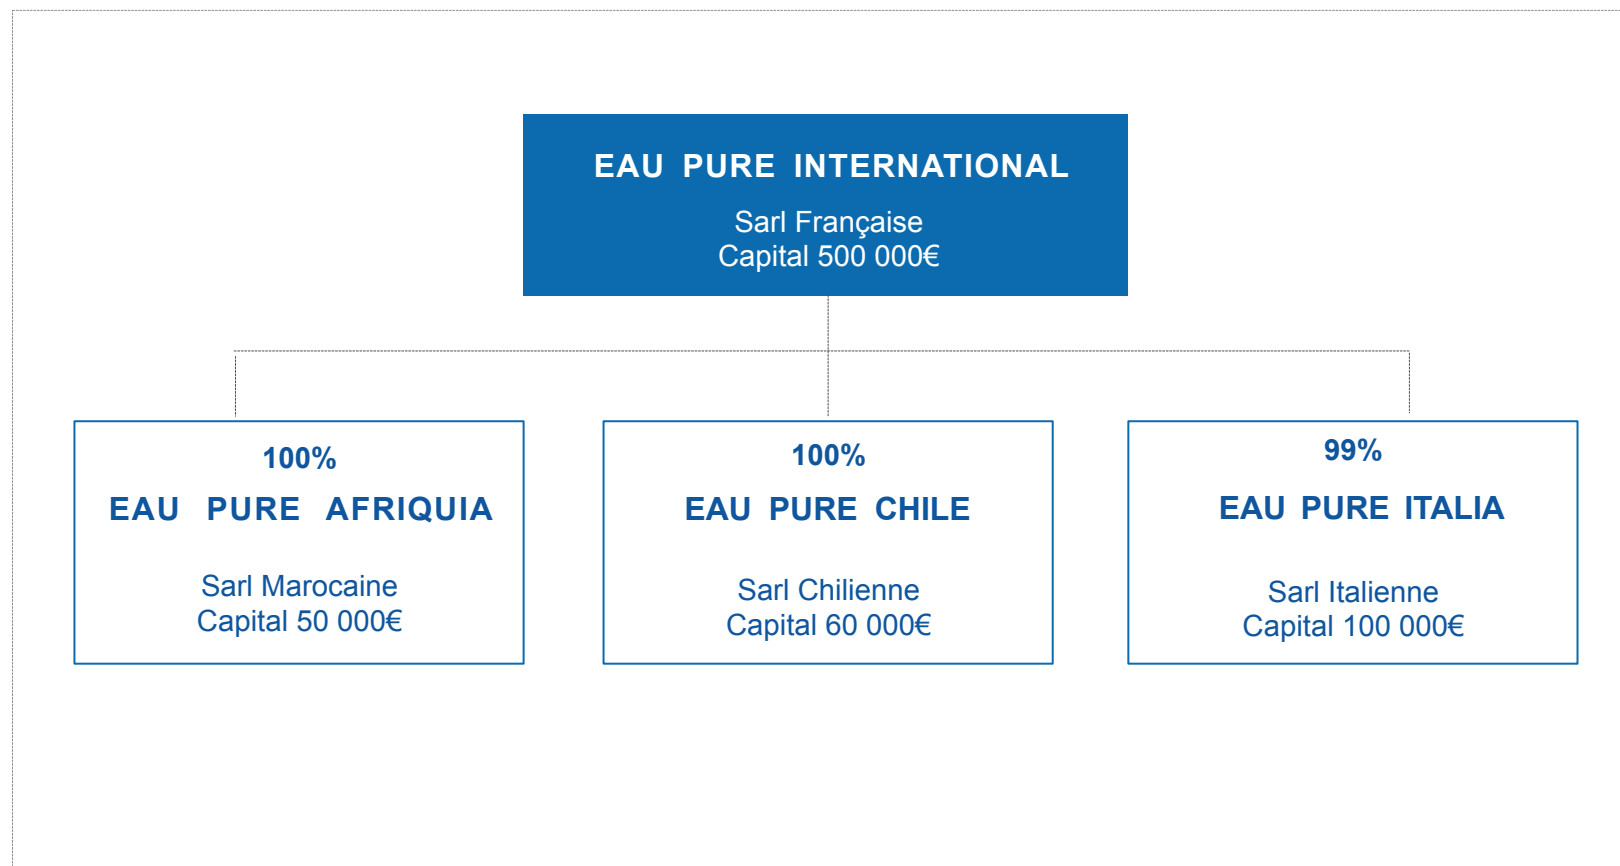 EAU PURE INTERNATIONAL
Sarl Française
Capital 500 000€
100%
EAU PURE AFRIQUIA
Sarl Marocaine
Capital 50 000€
100%
EAU PURE CHILE
Sarl Chilienne
Capital 60 000€
99%
EAU PURE ITALIA
Sarl Italienne
Capital 100 000€